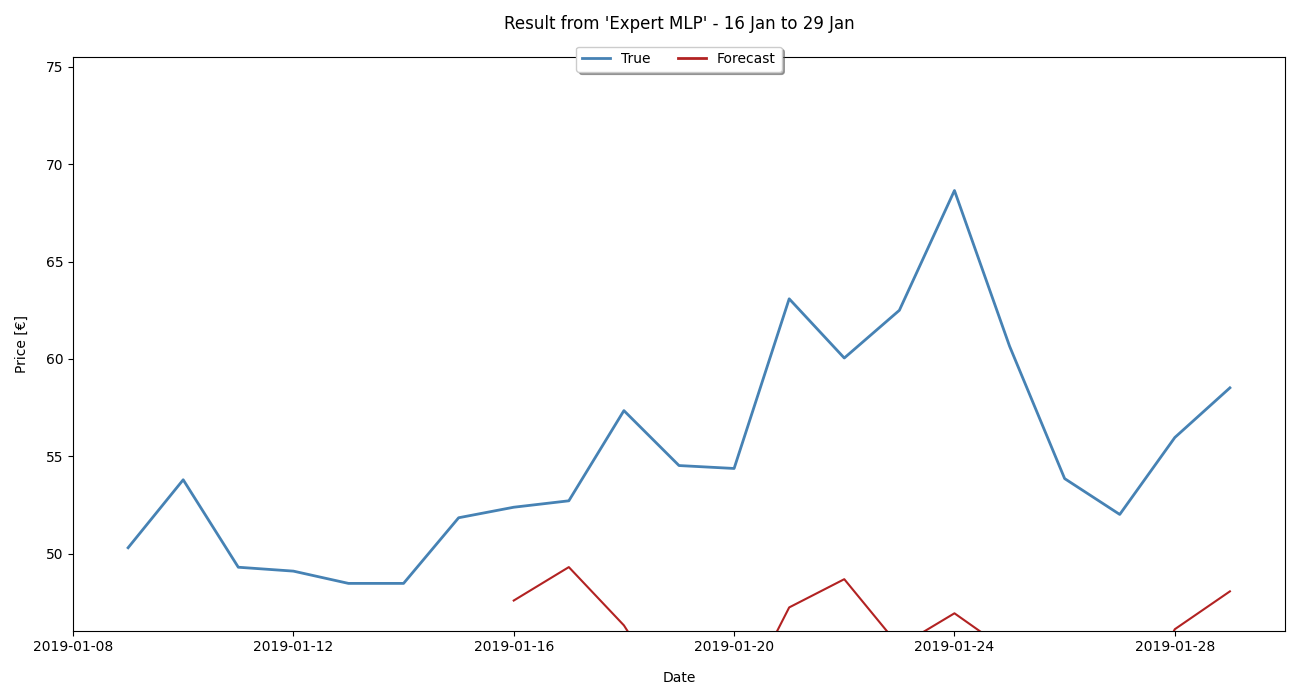 Result from 'Expert MLP' - 16 Jan to 29 Jan
True Forecast
75
70
65
60
55
50
Price [€]
2019-01-08 2019-01-12 2019-01-16 2019-01-20 2019-01-24 2019-01-28
Date